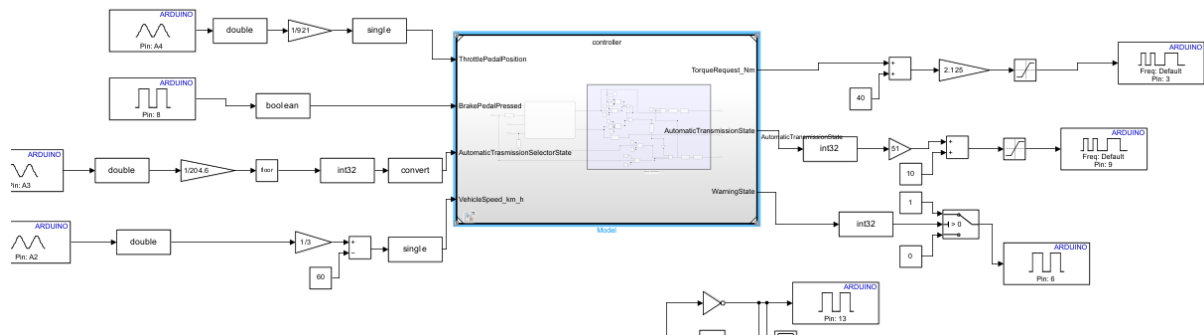 ARDUINO
Pin: A4
double
1/921
single
ARDUINO
Pin: 8
boolean
ARDUINO
Pin: A3
double
1/204.6
floor
int32
convert
ARDUINO
Pin: A2
double
1/3
60
single
controller
ThrottlePedalPosition
BrakePedalPressed
AutomaticTrasmissionSelectorState
VehicleSpeed_km_h
TorqueRequest_Nm
AutomaticTransmissionState
WarningState
Model
40
2.125
ARDUINO
Freq: Default
Pin: 3
AutomaticTransmissionState
int32
51
10
ARDUINO
Freq: Default
Pin: 9
int32
1
> 0
0
ARDUINO
Pin: 6
ARDUINO
Pin: 13